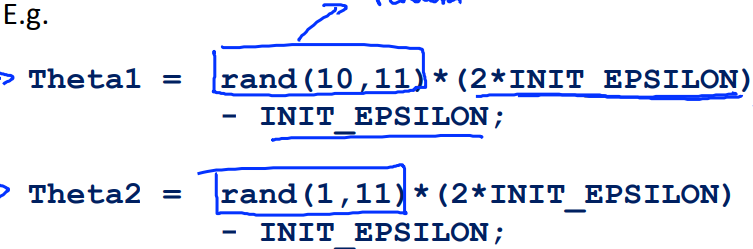 E.g.
Theta1 = rand(10,11)*(2*INIT_EPSILON)
- INIT_EPSILON;
Theta2 = rand(1,11)*(2*INIT_EPSILON)
- INIT_EPSILON;